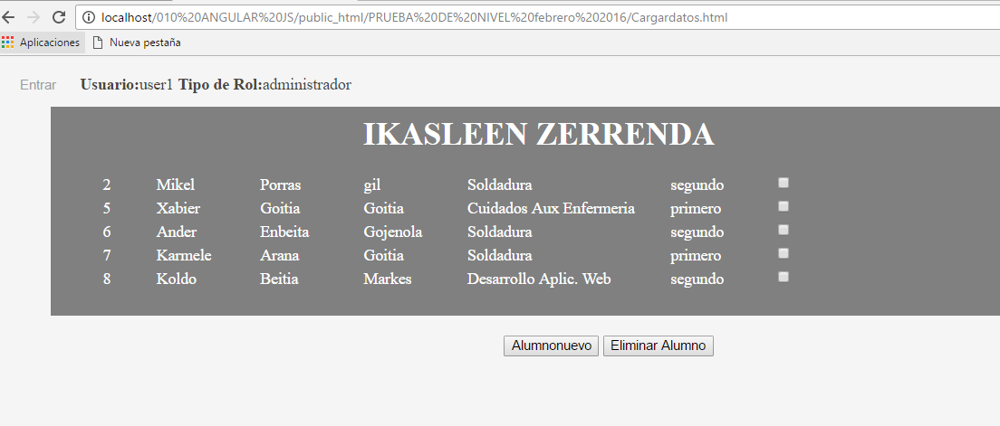 localhost/010%20ANGULAR%20JS/public_html/PRUEBA%20DE%20NIVEL%20febrero%202016/Cargardatos.html
Aplicaciones Nueva pestaña
Entrar Usuario:user1 Tipo de Rol:administrador
IKASLEEN ZERRENDA
2 Mikel Porras gil Soldadura segundo
5 Xabier Goitia Goitia Cuidados Aux Enfermeria primero
6 Ander Enbeita Gojenola Soldadura segundo
7 Karmele Arana Goitia Soldadura primero
8 Koldo Beitia Markes Desarrollo Aplic. Web segundo
Alumnonuevo Eliminar Alumno